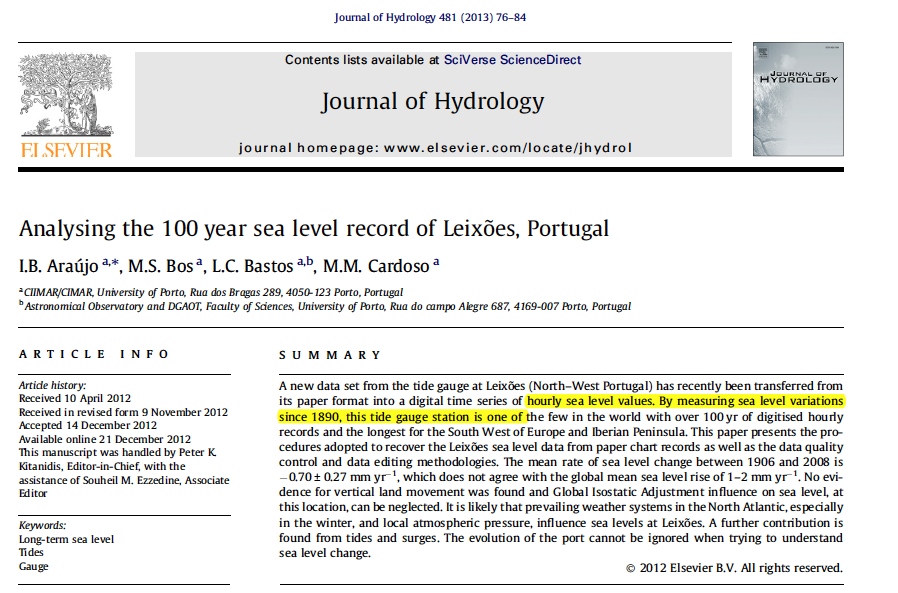 Journal of Hydrology 481 (2013) 76–84
Contents lists available at SciVerse ScienceDirect
Journal of Hydrology
journal homepage: www.elsevier.com/locate/jhydrol
ELSEVIER
JOURNAL OF
HYDROLOGY
Analysing the 100 year sea level record of Leixões, Portugal
I.B. Araújo a,*, M.S. Bos a, L.C. Bastos a,b, M.M. Cardoso a
a CIIMAR/CIMAR, University of Porto, Rua dos Bragas 289, 4050-123 Porto, Portugal
b Astronomical Observatory and DGAOT, Faculty of Sciences, University of Porto, Rua do campo Alegre 687, 4169-007 Porto, Portugal
ARTICLE INFO
Article history:
Received 10 April 2012
Received in revised form 9 November 2012
Accepted 14 December 2012
Available online 21 December 2012
This manuscript was handled by Peter K.
Kitanidis, Editor-in-Chief, with the
assistance of Souheil M. Ezzedine, Associate
Editor
Keywords:
Long-term sea level
Tides
Gauge
SUMMARY
A new data set from the tide gauge at Leixões (North–West Portugal) has recently been transferred from
its paper format into a digital time series of hourly sea level values. By measuring sea level variations
since 1890, this tide gauge station is one of the few in the world with over 100 yr of digitised hourly
records and the longest for the South West of Europe and Iberian Peninsula. This paper presents the pro-
cedures adopted to recover the Leixões sea level data from paper chart records as well as the data quality
control and data editing methodologies. The mean rate of sea level change between 1906 and 2008 is
−0.70 ± 0.27 mm yr⁻¹, which does not agree with the global mean sea level rise of 1–2 mm yr⁻¹. No evi-
dence for vertical land movement was found and Global Isostatic Adjustment influence on sea level, at
this location, can be neglected. It is likely that prevailing weather systems in the North Atlantic, especially
in the winter, and local atmospheric pressure, influence sea levels at Leixões. A further contribution is
found from tides and surges. The evolution of the port cannot be ignored when trying to understand
sea level change.
© 2012 Elsevier B.V. All rights reserved.